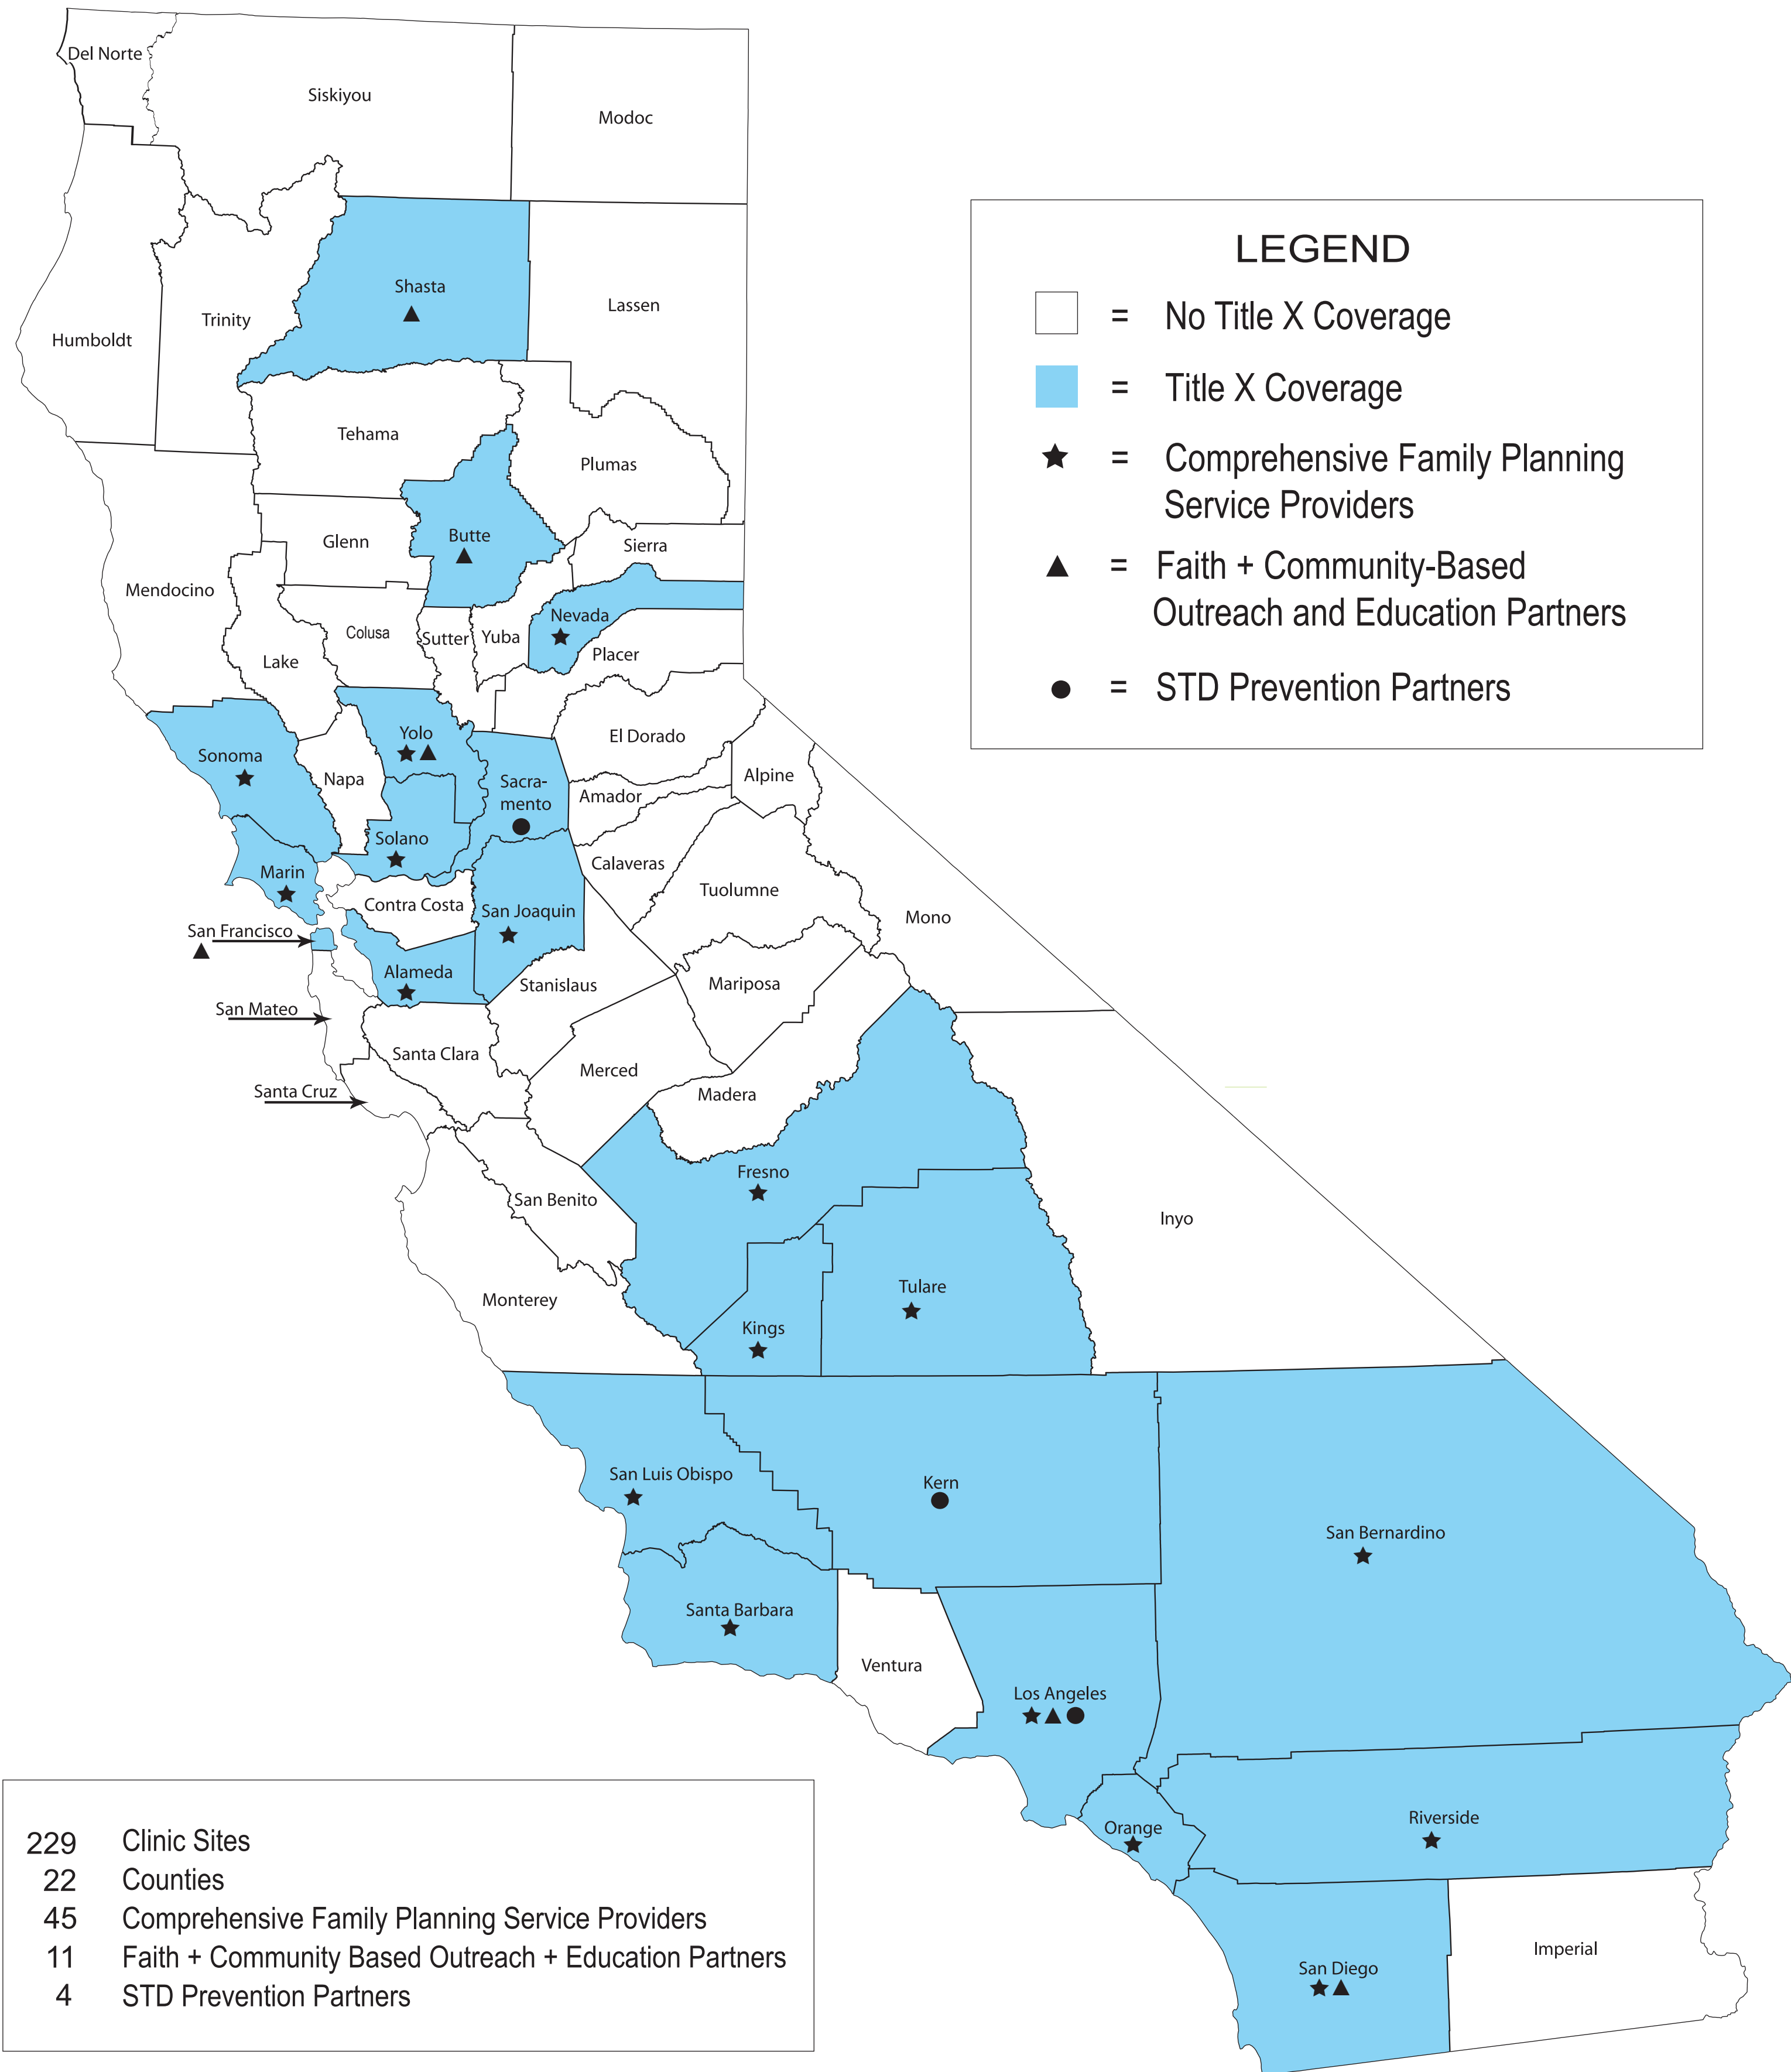 Del Norte
Siskiyou
Modoc
Shasta
Lassen
Trinity
Humboldt
Tehama
Plumas
Butte
Glenn
Sierra
Mendocino
Nevada
Colusa
Sutter
Yuba
Placer
Lake
Yolo
El Dorado
Sonoma
Napa
Sacra-
mento
Alpine
Amador
Solano
Calaveras
Marin
Tuolumne
Contra Costa
San Joaquin
Mono
San Francisco
Alameda
Stanislaus
Mariposa
San Mateo
Santa Clara
Merced
Santa Cruz
Madera
Fresno
San Benito
Inyo
Tulare
Monterey
Kings
San Luis Obispo
Kern
San Bernardino
Santa Barbara
Ventura
Los Angeles
Orange
Riverside
San Diego
Imperial
LEGEND
= No Title X Coverage
= Title X Coverage
= Comprehensive Family Planning
Service Providers
= Faith + Community-Based
Outreach and Education Partners
= STD Prevention Partners
229 Clinic Sites
22 Counties
45 Comprehensive Family Planning Service Providers
11 Faith + Community Based Outreach + Education Partners
4 STD Prevention Partners